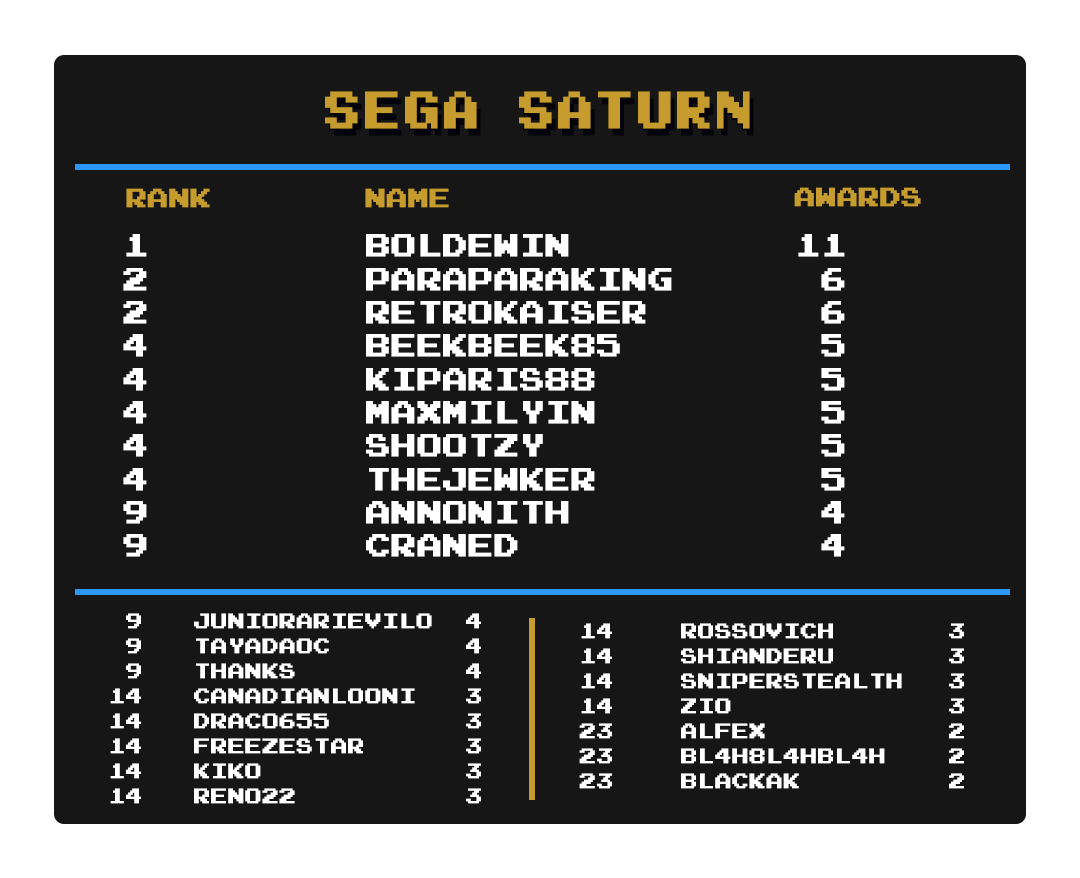 SEGA SATURN
RANK NAME AWARDS
1 BOLDEWIN 11
2 PARAPARAKING 6
2 RETROKAISER 6
4 BEEKBEEK85 5
4 KIPARIS88 5
4 MAXMILYIN 5
4 SHOOTZY 5
4 THEJEWKER 5
9 ANNONITH 4
9 CRANED 4
9 JUNIORARIEVILO 4
9 TAYADAOC 4
9 THANKS 4
14 CANADIANLOONI 3
14 DRACO655 3
14 FREEZESTAR 3
14 KIKO 3
14 RENO22 3
14 ROSSOVICH 3
14 SHIANDERU 3
14 SNIPERSTEALTH 3
14 ZIO 3
23 ALFEX 2
23 BL4H8L4HBL4H 2
23 BLACKAK 2